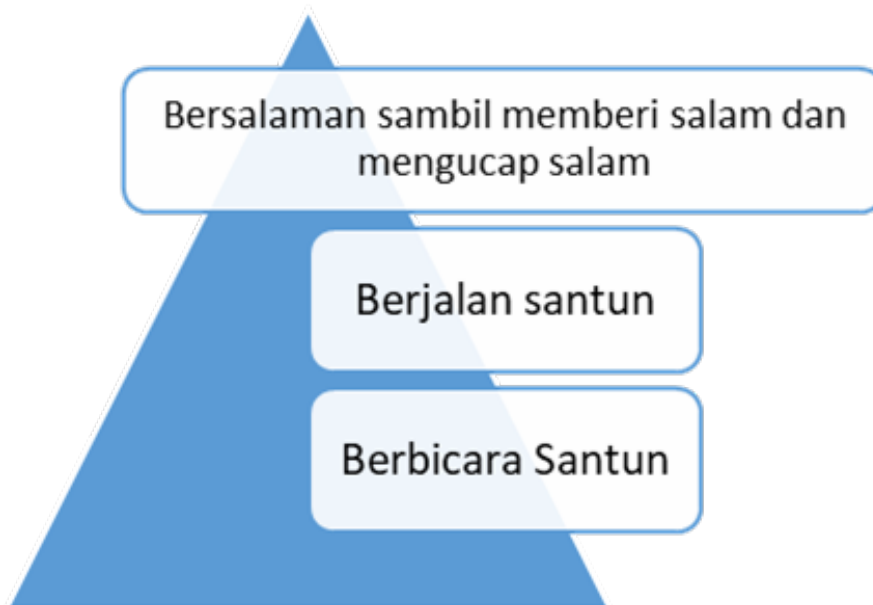 Bersalaman sambil memberi salam dan
mengucap salam
Berjalan santun
Berbicara Santun